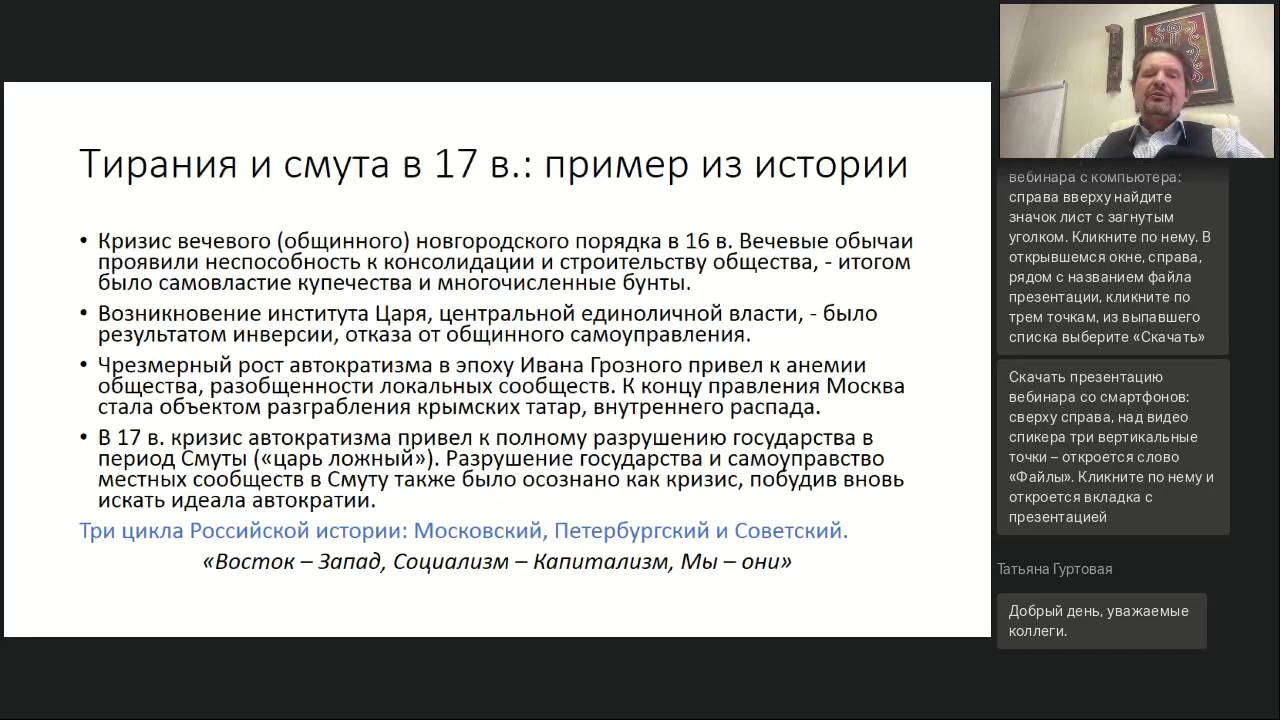 Тирания и смута в 17 в.: пример из истории
• Кризис вечевого (общинного) новгородского порядка в 16 в. Вечевые обычаи
проявили неспособность к консолидации и строительству общества, - итогом
было самовластие купечества и многочисленные бунты.
• Возникновение института Царя, центральной единоличной власти, - было
результатом инверсии, отказа от общинного самоуправления.
• Чрезмерный рост автократизма в эпоху Ивана Грозного привел к анемии
общества, разобщенности локальных сообществ. К концу правления Москва
стала объектом разграбления крымских татар, внутреннего распада.
• В 17 в. кризис автократизма привел к полному разрушению государства в
период Смуты («царь ложный»). Разрушение государства и самоуправство
местных сообществ в Смуту также было осознано как кризис, побудив вновь
искать идеала автократии.
Три цикла Российской истории: Московский, Петербургский и Советский.
«Восток – Запад, Социализм – Капитализм, Мы – они»
вебинара с компьютера:
справа вверху найдите
значок лист с загнутым
уголком. Кликните по нему. В
открывшемся окне, справа,
рядом с названием файла
презентации, кликните по
трем точкам, из выпавшего
списка выберите «Скачать»
Скачать презентацию
вебинара со смартфонов:
сверху справа, над видео
спикера три вертикальные
точки – откроется слово
«Файлы». Кликните по нему и
откроется вкладка с
презентацией
Татьяна Гуртовая
Добрый день, уважаемые
коллеги.